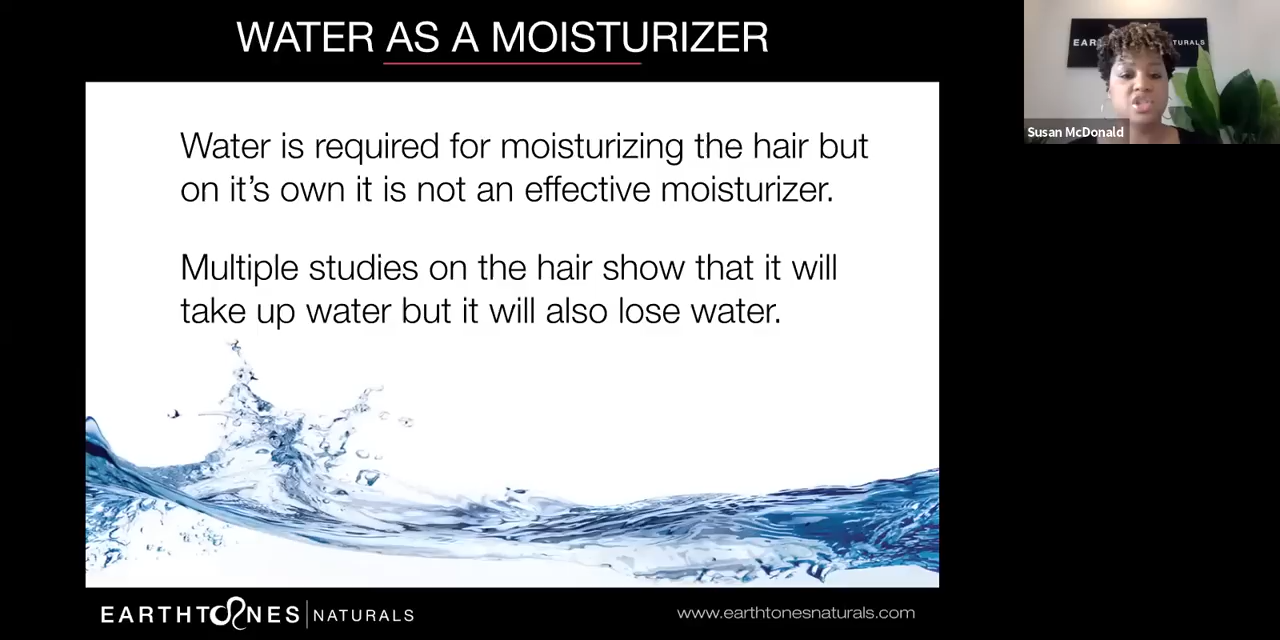 WATER AS A MOISTURIZER
Water is required for moisturizing the hair but
on it’s own it is not an effective moisturizer.
Multiple studies on the hair show that it will
take up water but it will also lose water.
EARTHTONES NATURALS
www.earthtonesnaturals.com
EAR TURALS
Susan McDonald